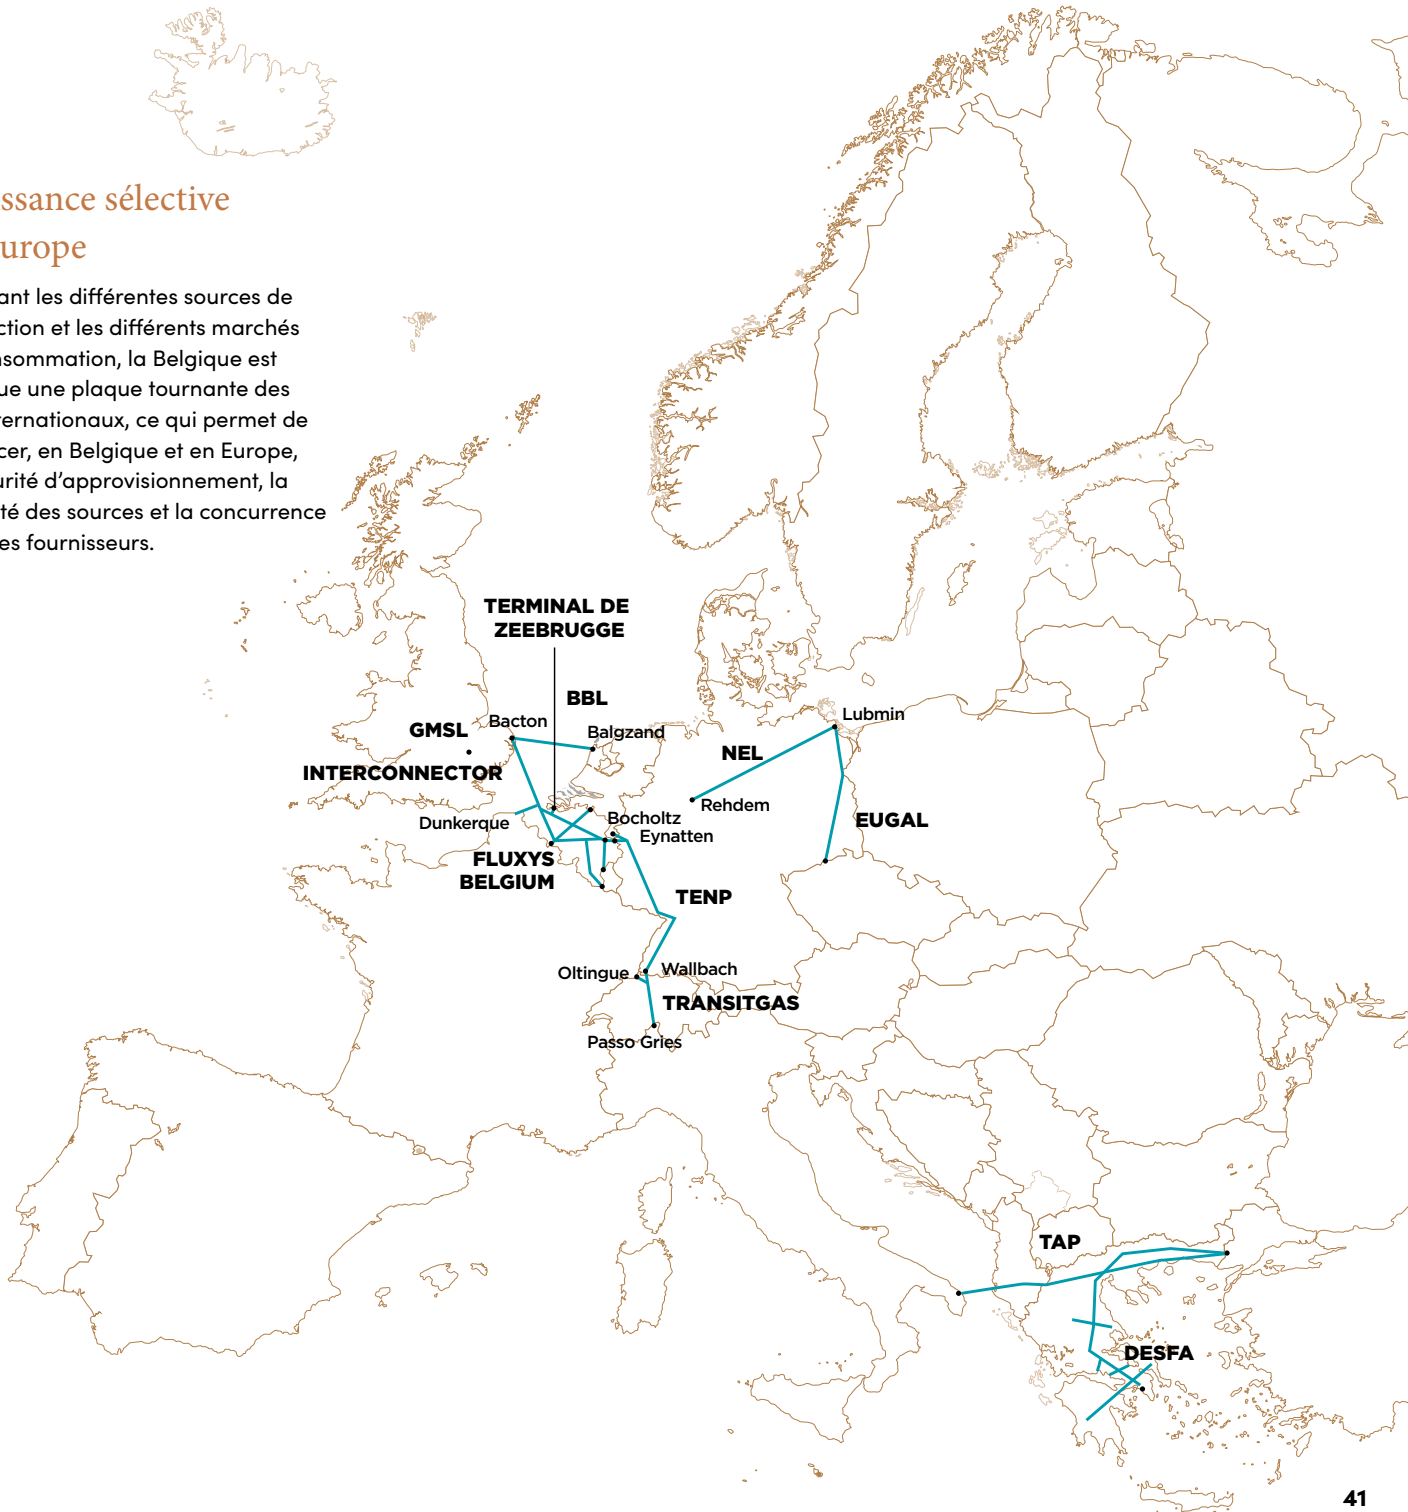 ssance sélective
urope
ant les différentes sources de
ction et les différents marchés
nsommation, la Belgique est
ue une plaque tournante des
ternationaux, ce qui permet de
cer, en Belgique et en Europe,
urité d'approvisionnement, la
té des sources et la concurrence
es fournisseurs.
TERMINAL DE
ZEEBRUGGE
BBL
GMSL
Bacton
Balgzand
INTERCONNECTOR
Lubmin
NEL
Rehdem
Dunkerque
Bocholtz
Eynatten
EUGAL
FLUXYS
BELGIUM
TENP
Oltingue
Wallbach
TRANSITGAS
Passo Gries
TAP
DESFA
41